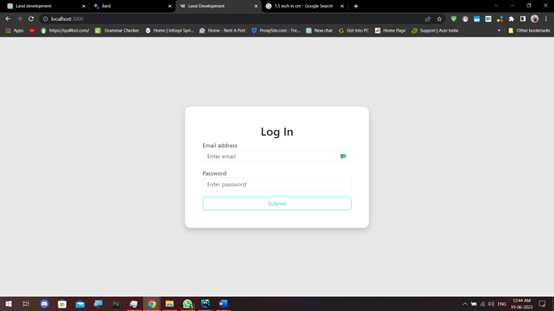 Land development
Bard
Land Development
1.5 inch in cm - Google Search
localhost:3000
Apps
https://quillbot.com/
Grammar Checker
Home | Infosys Sprin...
Home - Rent A Port
ProxySite.com - Fre...
New chat
Get Into PC
Home Page
Support | Acer India
Other bookmarks
Log In
Email address
Enter email
Password
Enter password
Submit
ENG
12:44 AM
19-06-2023